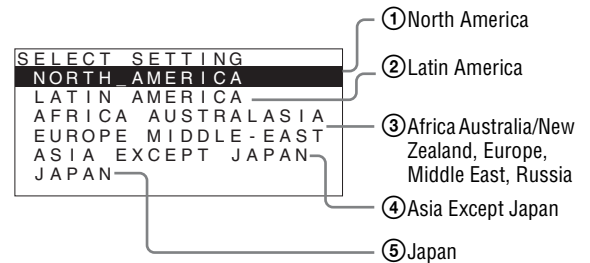 SELECT SETTING
NORTH_AMERICA
LATIN AMERICA
AFRICA AUSTRALASIA
EUROPE MIDDLE-EAST
ASIA EXCEPT JAPAN
JAPAN
①North America
②Latin America
③Africa Australia/New
Zealand, Europe,
Middle East, Russia
④Asia Except Japan
⑤Japan